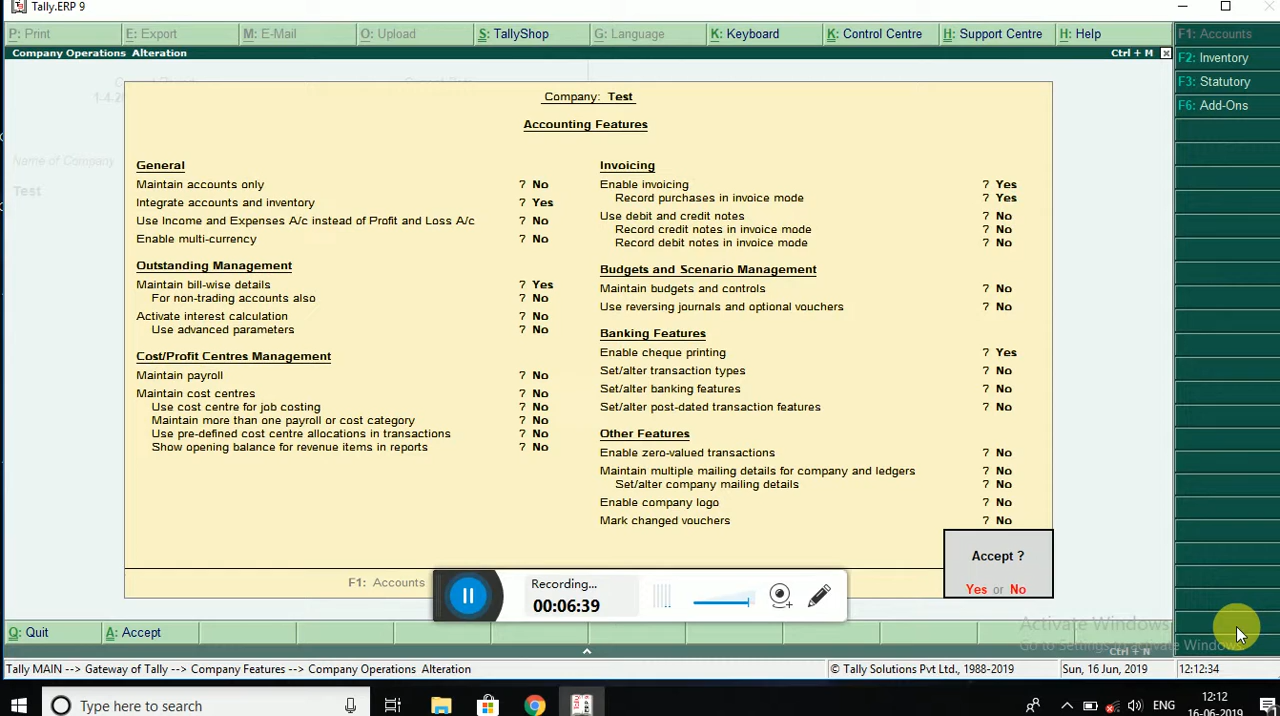 Tally.ERP 9
P: Print E: Export M: E-Mail O: Upload S: TallyShop G: Language K: Keyboard K: Control Centre H: Support Centre H: Help
F1: Accounts
Company Operations Alteration Ctrl + M
F2: Inventory
F3: Statutory
F6: Add-Ons
Company: Test
Accounting Features
Name of Company
Test
General
Maintain accounts only ? No
Integrate accounts and inventory ? Yes
Use Income and Expenses A/c instead of Profit and Loss A/c ? No
Enable multi-currency ? No
Outstanding Management
Maintain bill-wise details ? Yes
For non-trading accounts also ? No
Activate interest calculation ? No
Use advanced parameters ? No
Cost/Profit Centres Management
Maintain payroll ? No
Maintain cost centres ? No
Use cost centre for job costing ? No
Maintain more than one payroll or cost category ? No
Use pre-defined cost centre allocations in transactions ? No
Show opening balance for revenue items in reports ? No
Invoicing
Enable invoicing ? Yes
Record purchases in invoice mode ? Yes
Use debit and credit notes ? No
Record credit notes in invoice mode ? No
Record debit notes in invoice mode ? No
Budgets and Scenario Management
Maintain budgets and controls ? No
Use reversing journals and optional vouchers ? No
Banking Features
Enable cheque printing ? Yes
Set/alter transaction types ? No
Set/alter banking features ? No
Set/alter post-dated transaction features ? No
Other Features
Enable zero-valued transactions ? No
Maintain multiple mailing details for company and ledgers ? No
Set/alter company mailing details ? No
Enable company logo ? No
Mark changed vouchers ? No
Accept ?
Yes or No
F1: Accounts
Recording...
00:06:39
Activate Windows
Go to Settings to activate Windows.
Q: Quit A: Accept
Ctrl + N
Tally MAIN --> Gateway of Tally --> Company Features --> Company Operations Alteration © Tally Solutions Pvt Ltd., 1988-2019 Sun, 16 Jun, 2019 12:12:34
Type here to search
ENG
12:12
16-06-2019